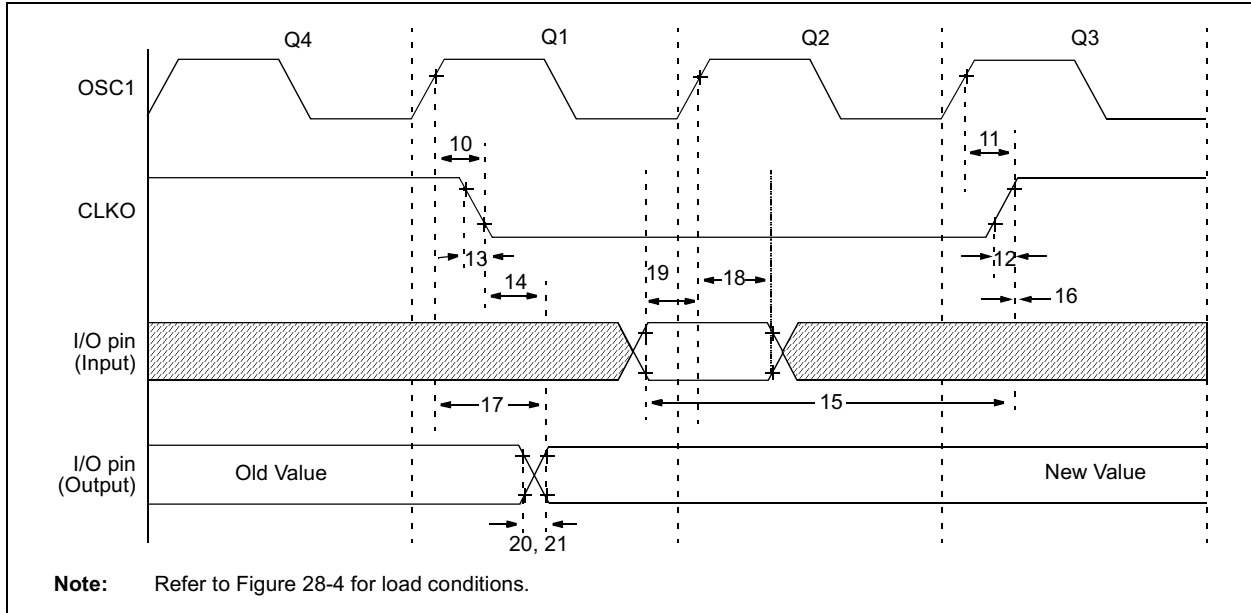 Q4
Q1
Q2
Q3
OSC1
10
11
CLKO
13
14
19
18
12
16
I/O pin
(Input)
17
15
I/O pin
(Output)
Old Value
New Value
20, 21
Note: Refer to Figure 28-4 for load conditions.